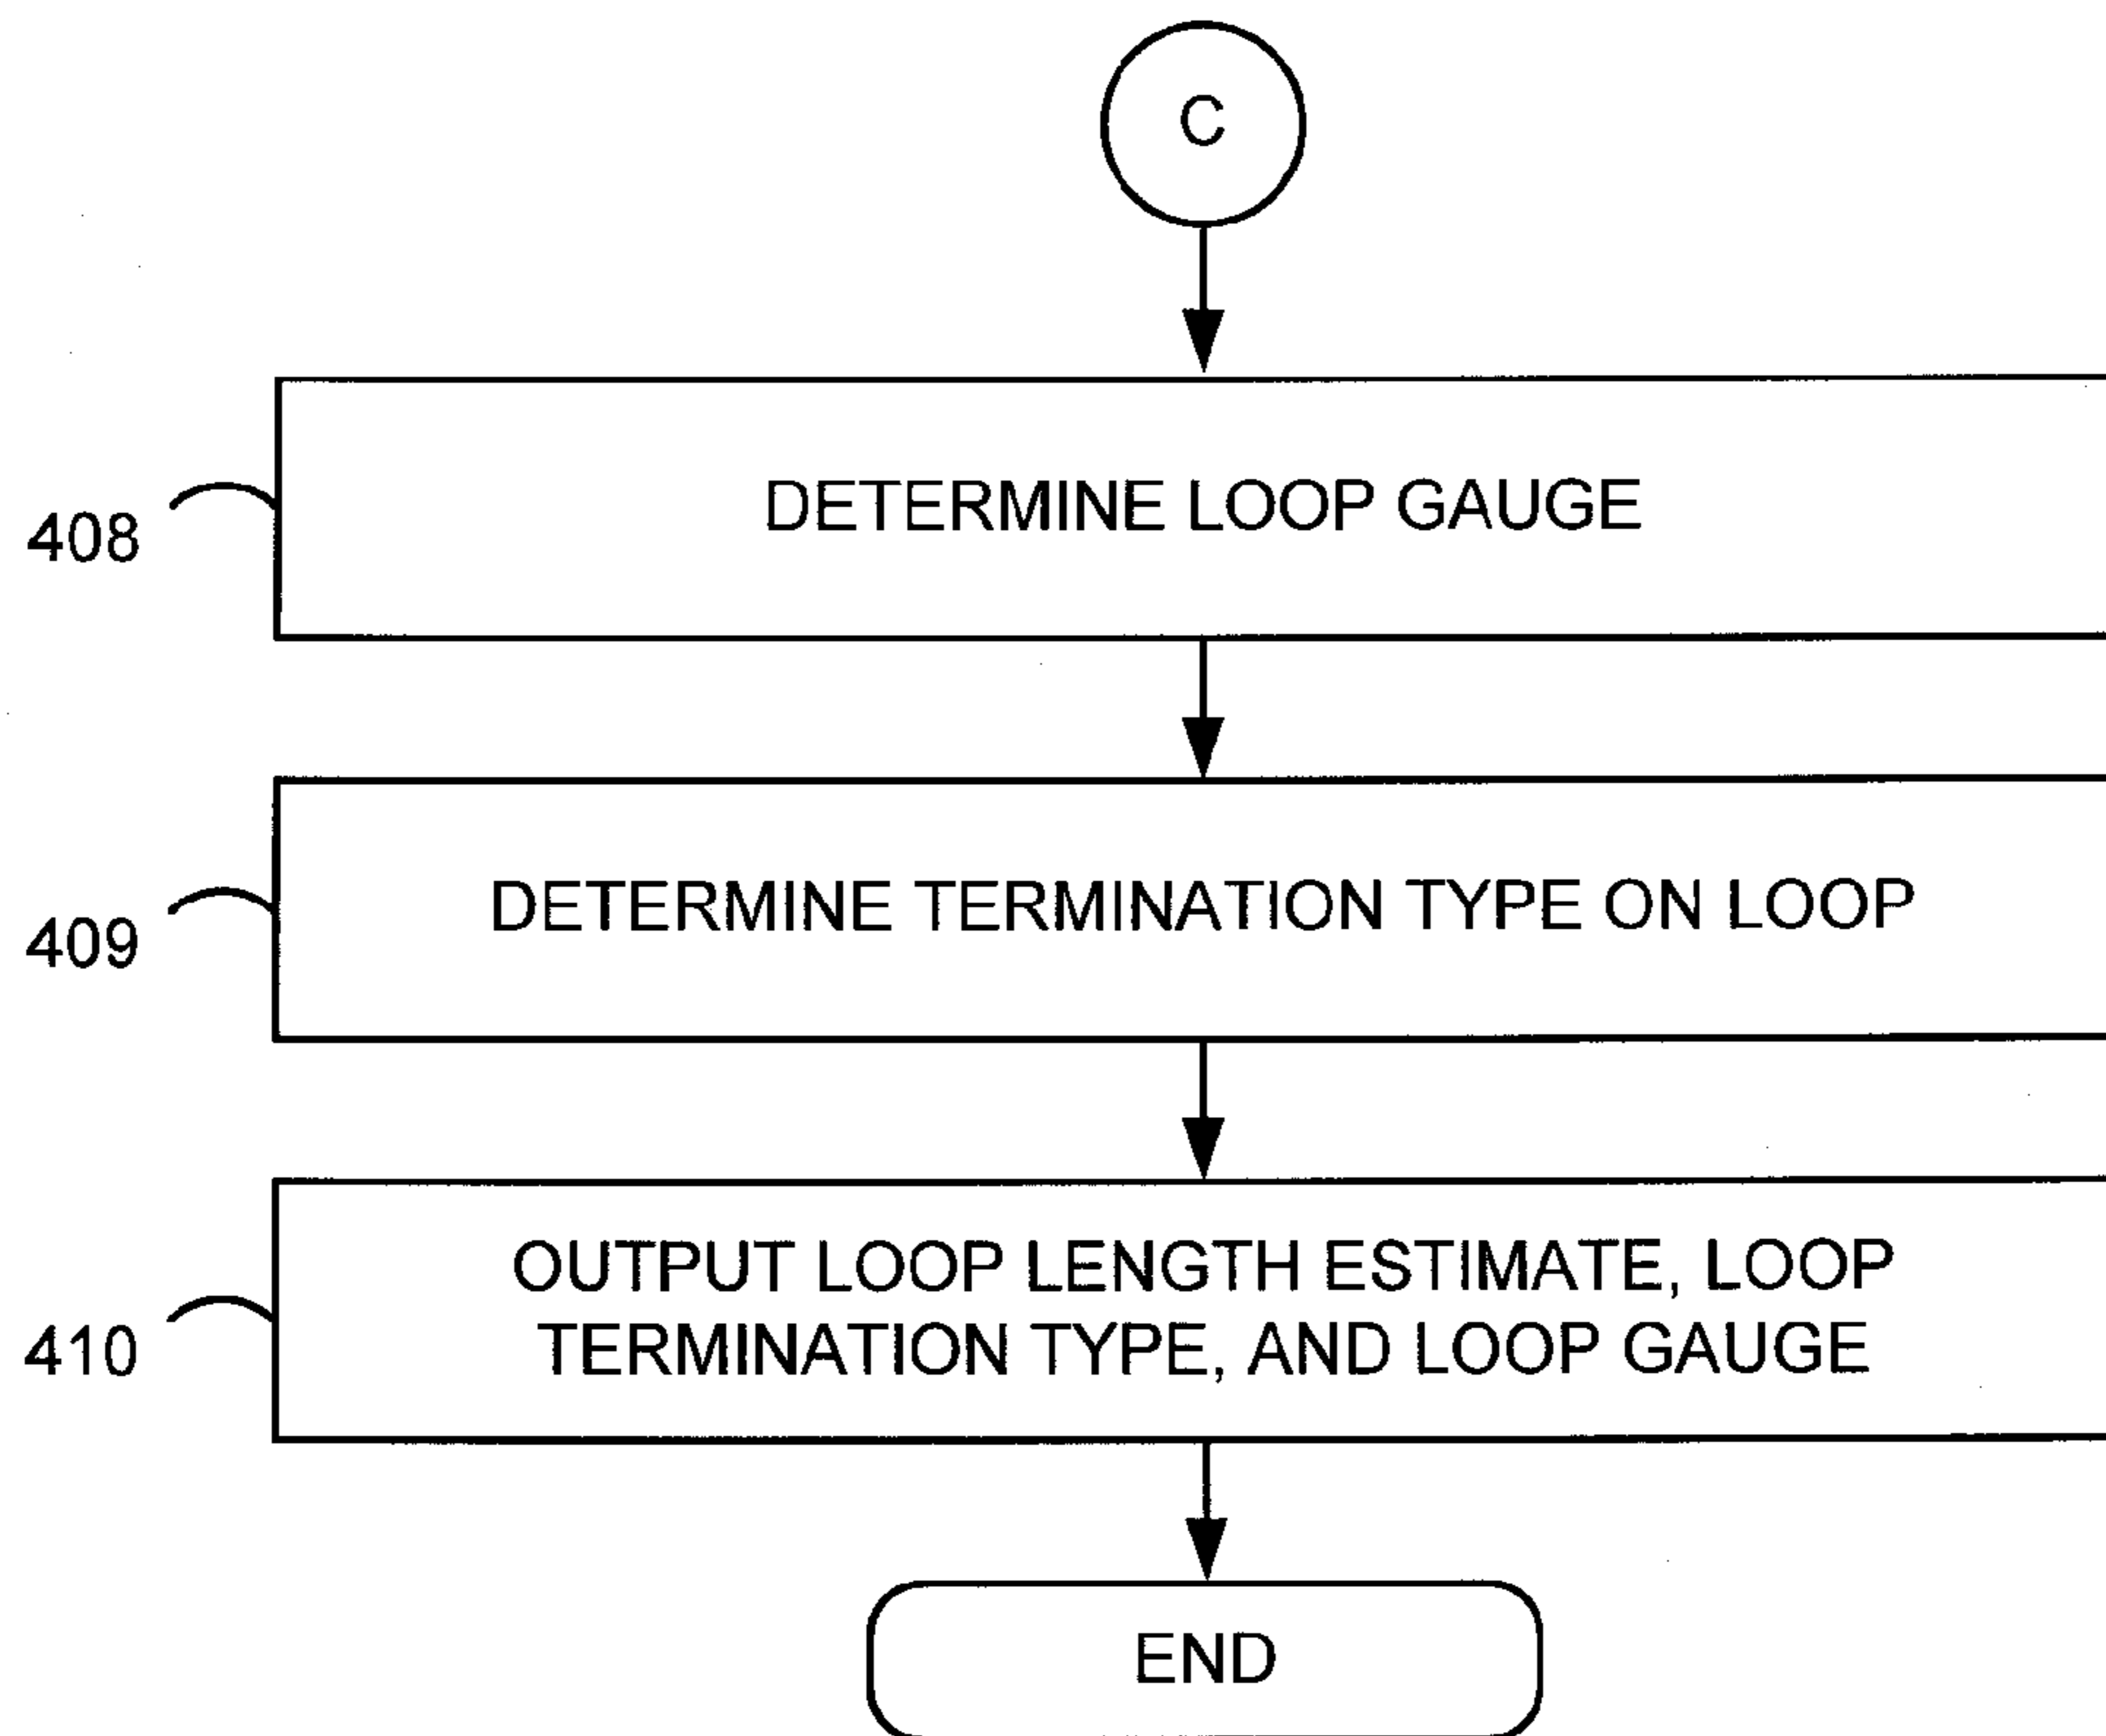 C
DETERMINE LOOP GAUGE
408
DETERMINE TERMINATION TYPE ON LOOP
409
OUTPUT LOOP LENGTH ESTIMATE, LOOP
TERMINATION TYPE, AND LOOP GAUGE
410
END